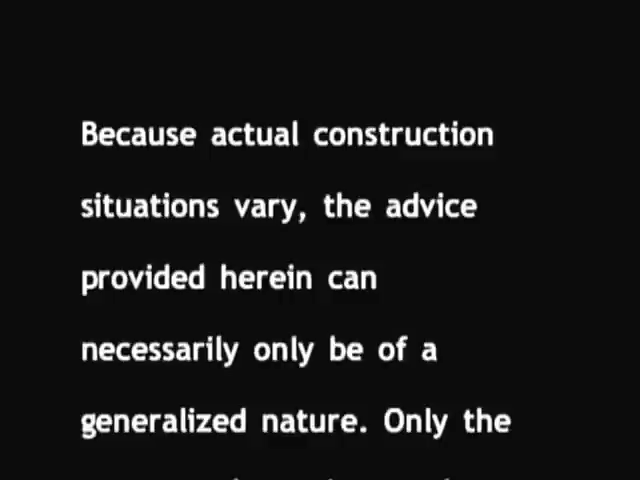 Because actual construction
situations vary, the advice
provided herein can
necessarily only be of a
generalized nature. Only the